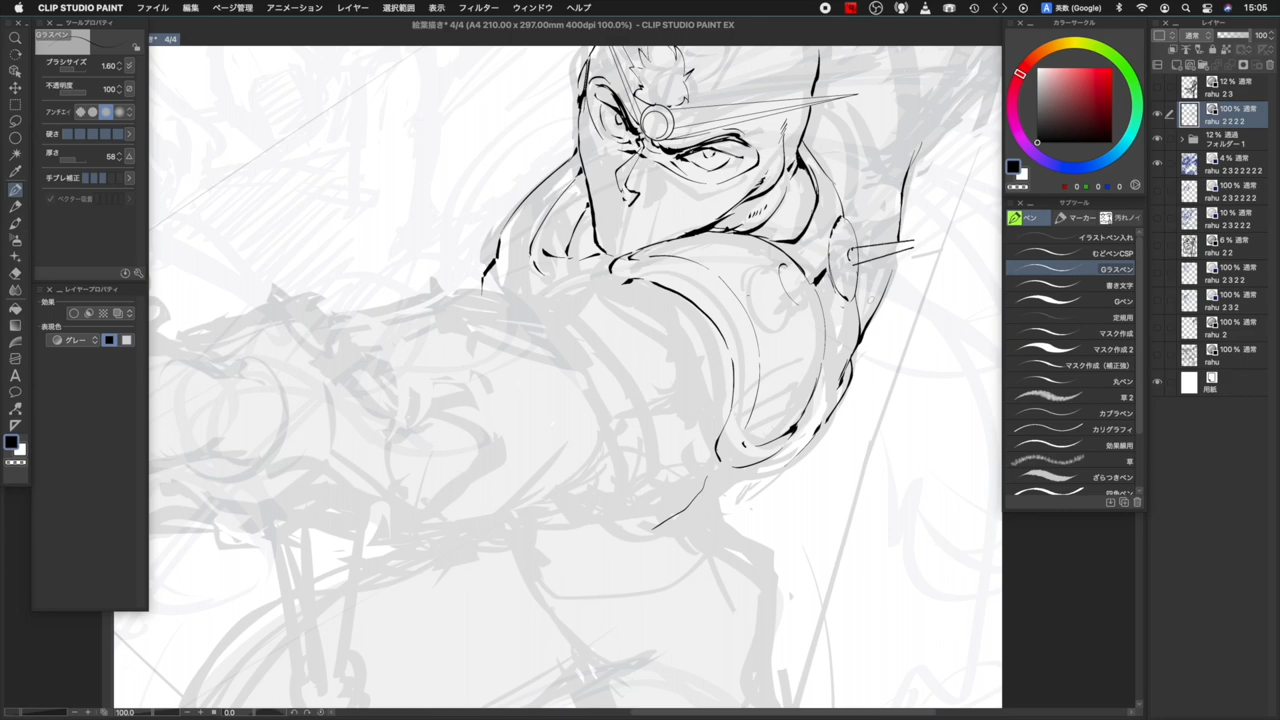 CLIP STUDIO PAINT ファイル 編集 ページ管理 アニメーション レイヤー 選択範囲 表示 フィルター ウィンドウ ヘルプ
A 英数 (Google)
15:05
絵葉描き* 4/4 (A4 210.00 x 297.00mm 400dpi 100.0%) - CLIP STUDIO PAINT EX
ツールプロパティ
Gラスペン
ブラシサイズ 1.60
不透明度 100
アンチエイ
硬さ
厚さ 58
手ブレ補正
ベクター吸着
レイヤープロパティ
効果
表現色
グレー
* 4/4
100.0
0.0
カラーサークル
0 0 0
サブツール
ペン
マーカー
汚れノイ
イラストペン入れ
むどペンCSP
Gラスペン
書き文字
Gペン
定規用
マスク作成
マスク作成 2
マスク作成（補正強）
丸ペン
草 2
カブラペン
カリグラフィ
効果線用
草
ざらつきペン
レイヤー
通常 100
12 % 通常
rahu 2 3
100 % 通常
rahu 2 2 2 2
12 % 通過
フォルダー 1
4 % 通常
rahu 2 3 2 2 2 2 2
100 % 通常
rahu 2 3 2 2 2 2
10 % 通常
rahu 2 3 2 2 2
6 % 通常
rahu 2 2
100 % 通常
rahu 2 3 2 2
100 % 通常
rahu 2 3 2
100 % 通常
rahu 2
100 % 通常
rahu
用紙